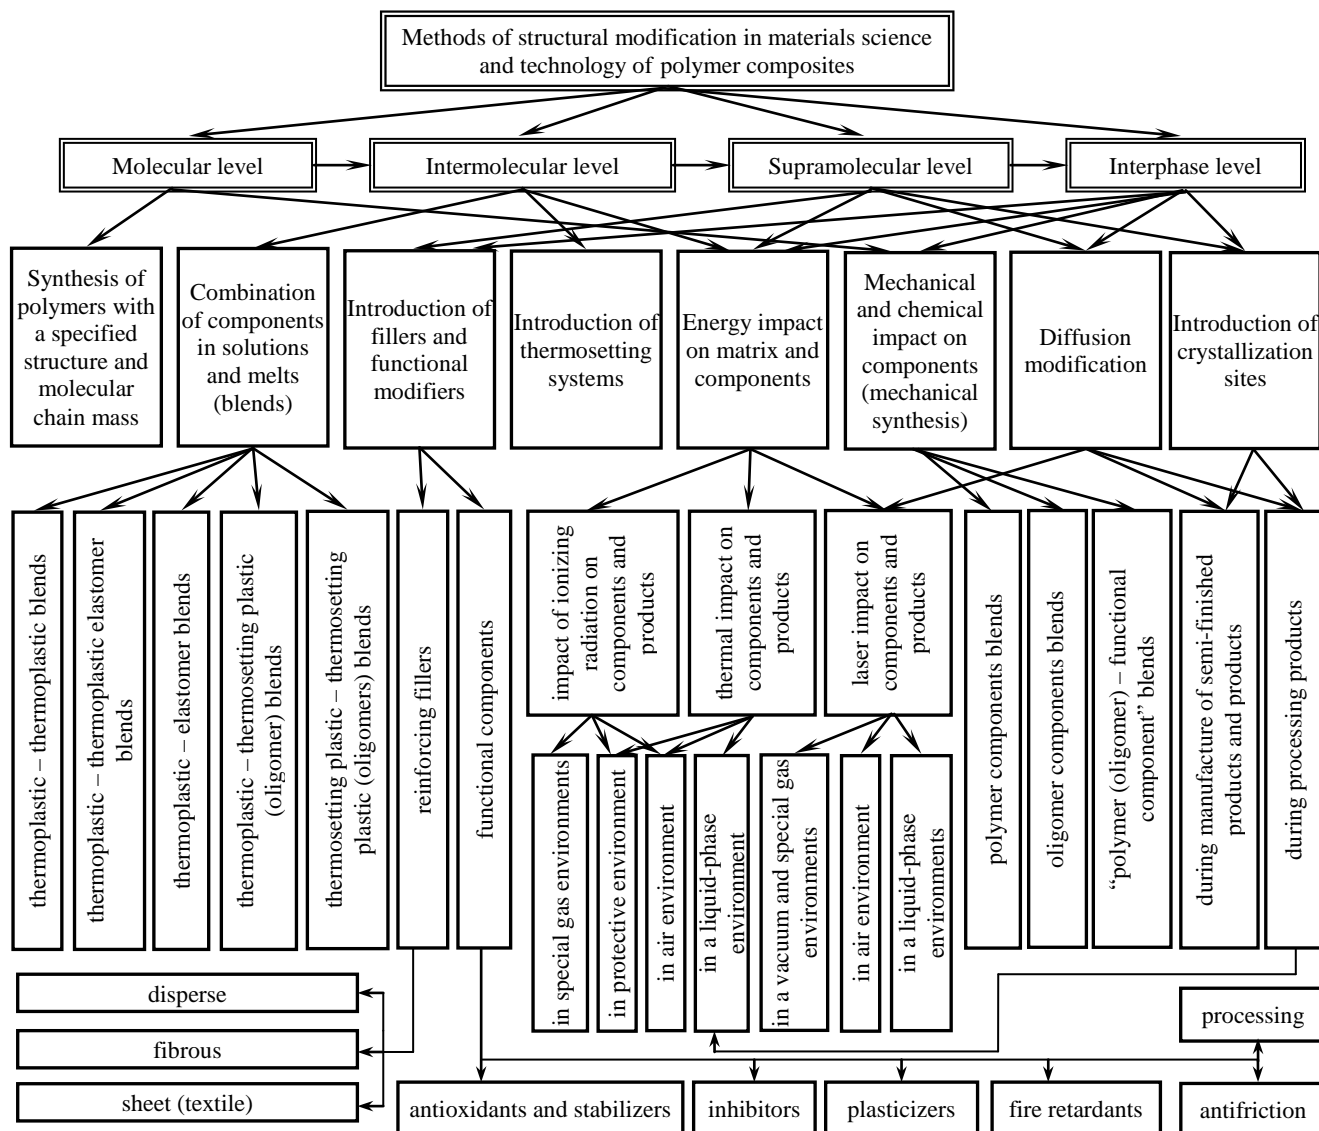 Methods of structural modification in materials science
and technology of polymer composites
Molecular level
Intermolecular level
Supramolecular level
Interphase level
Synthesis of
polymers with
a specified
structure and
molecular
chain mass
Combination
of components
in solutions
and melts
(blends)
Introduction of
fillers and
functional
modifiers
Introduction of
thermosetting
systems
Energy impact
on matrix and
components
Mechanical
and chemical
impact on
components
(mechanical
synthesis)
Diffusion
modification
Introduction of
crystallization
sites
thermoplastic – thermoplastic blends
thermoplastic – thermoplastic elastomer
blends
thermoplastic – elastomer blends
thermoplastic – thermosetting plastic
(oligomer) blends
thermosetting plastic – thermosetting
plastic (oligomers) blends
reinforcing fillers
functional components
impact of ionizing
radiation on
components and
products
thermal impact on
components and
products
laser impact on
components and
products
polymer components blends
oligomer components blends
“polymer (oligomer) – functional
component” blends
during manufacture of semi-finished
products and products
during processing products
in special gas environments
in protective environment
in air environment
in a liquid-phase
environment
in a vacuum and special gas
environments
in air environment
in a liquid-phase
environments
disperse
fibrous
sheet (textile)
processing
antioxidants and stabilizers
inhibitors
plasticizers
fire retardants
antifriction